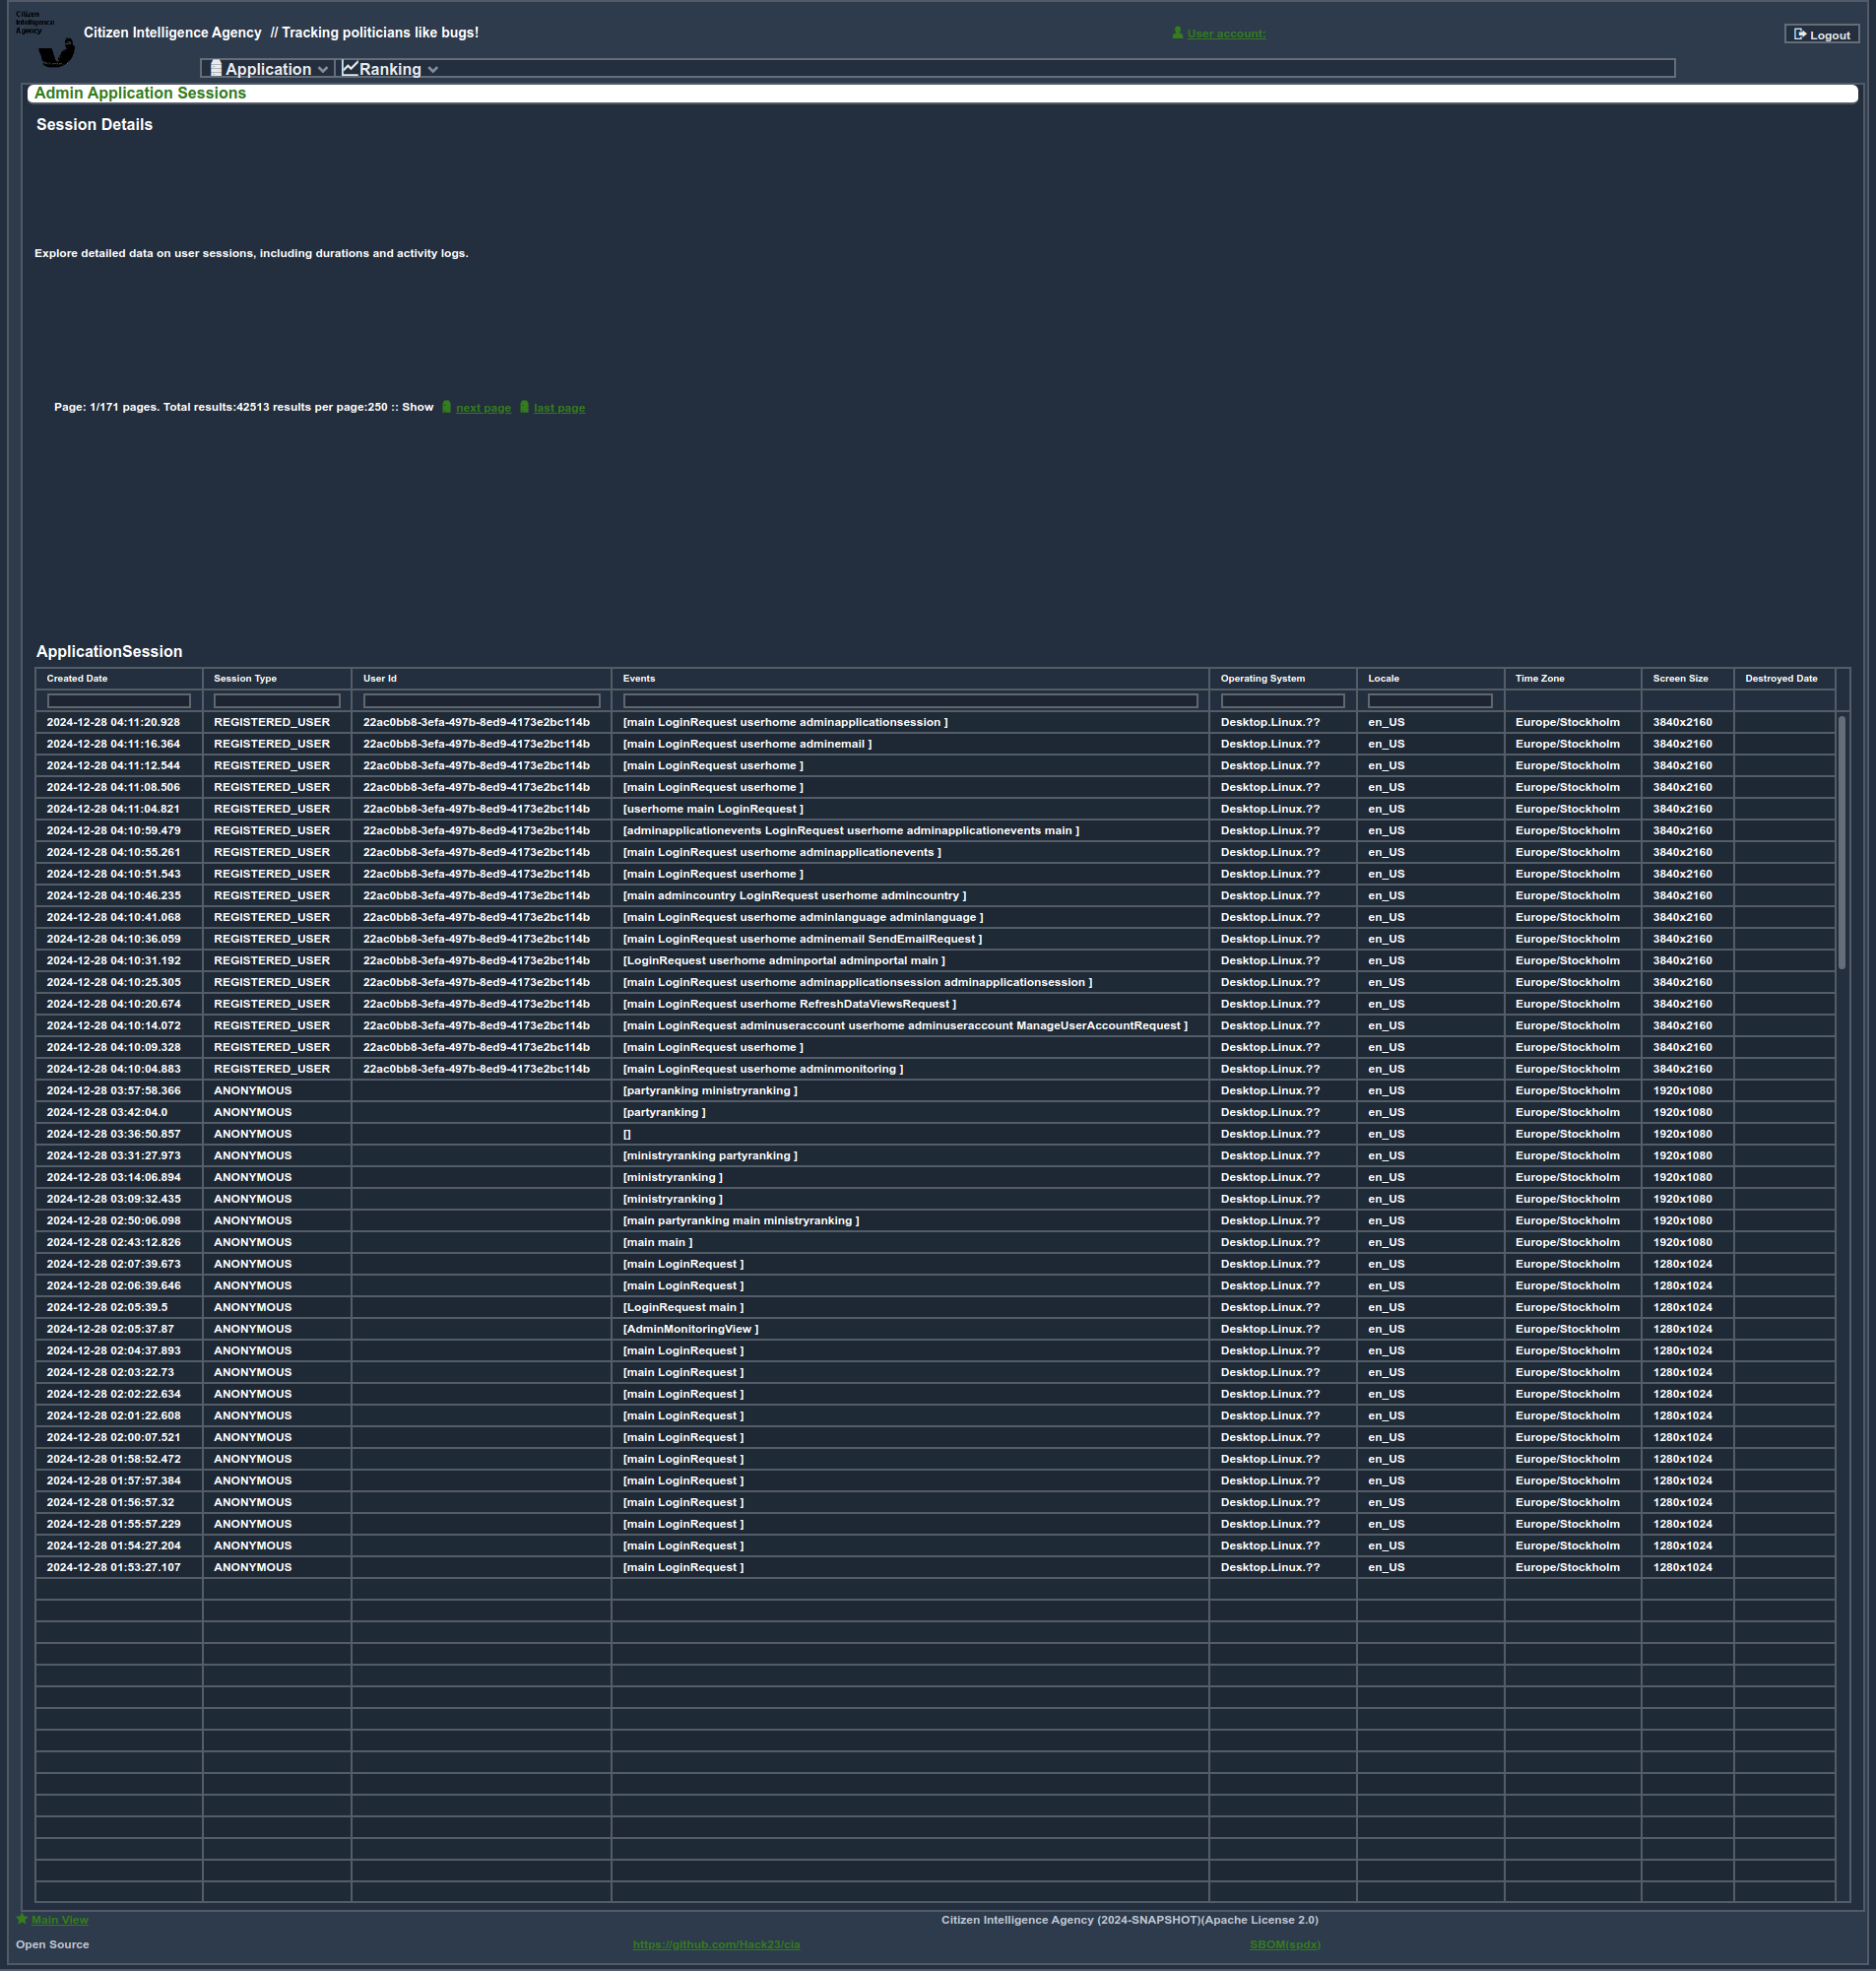 Citizen
Intelligence
Agency
Citizen Intelligence Agency // Tracking politicians like bugs!
User account:
Logout
Application Ranking
Admin Application Sessions
Session Details
Explore detailed data on user sessions, including durations and activity logs.
Page: 1/171 pages. Total results:42513 results per page:250 :: Show next page last page
ApplicationSession
Created Date Session Type User Id Events Operating System Locale Time Zone Screen Size Destroyed Date
2024-12-28 04:11:20.928 REGISTERED_USER 22ac0bb8-3efa-497b-8ed9-4173e2bc114b [main LoginRequest userhome adminapplicationsession ] Desktop.Linux.?? en_US Europe/Stockholm 3840x2160
2024-12-28 04:11:16.364 REGISTERED_USER 22ac0bb8-3efa-497b-8ed9-4173e2bc114b [main LoginRequest userhome adminemail ] Desktop.Linux.?? en_US Europe/Stockholm 3840x2160
2024-12-28 04:11:12.544 REGISTERED_USER 22ac0bb8-3efa-497b-8ed9-4173e2bc114b [main LoginRequest userhome ] Desktop.Linux.?? en_US Europe/Stockholm 3840x2160
2024-12-28 04:11:08.506 REGISTERED_USER 22ac0bb8-3efa-497b-8ed9-4173e2bc114b [main LoginRequest userhome ] Desktop.Linux.?? en_US Europe/Stockholm 3840x2160
2024-12-28 04:11:04.821 REGISTERED_USER 22ac0bb8-3efa-497b-8ed9-4173e2bc114b [userhome main LoginRequest ] Desktop.Linux.?? en_US Europe/Stockholm 3840x2160
2024-12-28 04:10:59.479 REGISTERED_USER 22ac0bb8-3efa-497b-8ed9-4173e2bc114b [adminapplicationevents LoginRequest userhome adminapplicationevents main ] Desktop.Linux.?? en_US Europe/Stockholm 3840x2160
2024-12-28 04:10:55.261 REGISTERED_USER 22ac0bb8-3efa-497b-8ed9-4173e2bc114b [main LoginRequest userhome adminapplicationevents ] Desktop.Linux.?? en_US Europe/Stockholm 3840x2160
2024-12-28 04:10:51.543 REGISTERED_USER 22ac0bb8-3efa-497b-8ed9-4173e2bc114b [main LoginRequest userhome ] Desktop.Linux.?? en_US Europe/Stockholm 3840x2160
2024-12-28 04:10:46.235 REGISTERED_USER 22ac0bb8-3efa-497b-8ed9-4173e2bc114b [main admincountry LoginRequest userhome admincountry ] Desktop.Linux.?? en_US Europe/Stockholm 3840x2160
2024-12-28 04:10:41.068 REGISTERED_USER 22ac0bb8-3efa-497b-8ed9-4173e2bc114b [main LoginRequest userhome adminlanguage adminlanguage ] Desktop.Linux.?? en_US Europe/Stockholm 3840x2160
2024-12-28 04:10:36.059 REGISTERED_USER 22ac0bb8-3efa-497b-8ed9-4173e2bc114b [main LoginRequest userhome adminemail SendEmailRequest ] Desktop.Linux.?? en_US Europe/Stockholm 3840x2160
2024-12-28 04:10:31.192 REGISTERED_USER 22ac0bb8-3efa-497b-8ed9-4173e2bc114b [LoginRequest userhome adminportal adminportal main ] Desktop.Linux.?? en_US Europe/Stockholm 3840x2160
2024-12-28 04:10:25.305 REGISTERED_USER 22ac0bb8-3efa-497b-8ed9-4173e2bc114b [main LoginRequest userhome adminapplicationsession adminapplicationsession ] Desktop.Linux.?? en_US Europe/Stockholm 3840x2160
2024-12-28 04:10:20.674 REGISTERED_USER 22ac0bb8-3efa-497b-8ed9-4173e2bc114b [main LoginRequest userhome RefreshDataViewsRequest ] Desktop.Linux.?? en_US Europe/Stockholm 3840x2160
2024-12-28 04:10:14.072 REGISTERED_USER 22ac0bb8-3efa-497b-8ed9-4173e2bc114b [main LoginRequest adminuseraccount userhome adminuseraccount ManageUserAccountRequest ] Desktop.Linux.?? en_US Europe/Stockholm 3840x2160
2024-12-28 04:10:09.328 REGISTERED_USER 22ac0bb8-3efa-497b-8ed9-4173e2bc114b [main LoginRequest userhome ] Desktop.Linux.?? en_US Europe/Stockholm 3840x2160
2024-12-28 04:10:04.883 REGISTERED_USER 22ac0bb8-3efa-497b-8ed9-4173e2bc114b [main LoginRequest userhome adminmonitoring ] Desktop.Linux.?? en_US Europe/Stockholm 3840x2160
2024-12-28 03:57:58.366 ANONYMOUS [partyranking ministryranking ] Desktop.Linux.?? en_US Europe/Stockholm 1920x1080
2024-12-28 03:42:04.0 ANONYMOUS [partyranking ] Desktop.Linux.?? en_US Europe/Stockholm 1920x1080
2024-12-28 03:36:50.857 ANONYMOUS [] Desktop.Linux.?? en_US Europe/Stockholm 1920x1080
2024-12-28 03:31:27.973 ANONYMOUS [ministryranking partyranking ] Desktop.Linux.?? en_US Europe/Stockholm 1920x1080
2024-12-28 03:14:06.894 ANONYMOUS [ministryranking ] Desktop.Linux.?? en_US Europe/Stockholm 1920x1080
2024-12-28 03:09:32.435 ANONYMOUS [ministryranking ] Desktop.Linux.?? en_US Europe/Stockholm 1920x1080
2024-12-28 02:50:06.098 ANONYMOUS [main partyranking main ministryranking ] Desktop.Linux.?? en_US Europe/Stockholm 1920x1080
2024-12-28 02:43:12.826 ANONYMOUS [main main ] Desktop.Linux.?? en_US Europe/Stockholm 1920x1080
2024-12-28 02:07:39.673 ANONYMOUS [main LoginRequest ] Desktop.Linux.?? en_US Europe/Stockholm 1280x1024
2024-12-28 02:06:39.646 ANONYMOUS [main LoginRequest ] Desktop.Linux.?? en_US Europe/Stockholm 1280x1024
2024-12-28 02:05:39.5 ANONYMOUS [LoginRequest main ] Desktop.Linux.?? en_US Europe/Stockholm 1280x1024
2024-12-28 02:05:37.87 ANONYMOUS [AdminMonitoringView ] Desktop.Linux.?? en_US Europe/Stockholm 1280x1024
2024-12-28 02:04:37.893 ANONYMOUS [main LoginRequest ] Desktop.Linux.?? en_US Europe/Stockholm 1280x1024
2024-12-28 02:03:22.73 ANONYMOUS [main LoginRequest ] Desktop.Linux.?? en_US Europe/Stockholm 1280x1024
2024-12-28 02:02:22.634 ANONYMOUS [main LoginRequest ] Desktop.Linux.?? en_US Europe/Stockholm 1280x1024
2024-12-28 02:01:22.608 ANONYMOUS [main LoginRequest ] Desktop.Linux.?? en_US Europe/Stockholm 1280x1024
2024-12-28 02:00:07.521 ANONYMOUS [main LoginRequest ] Desktop.Linux.?? en_US Europe/Stockholm 1280x1024
2024-12-28 01:58:52.472 ANONYMOUS [main LoginRequest ] Desktop.Linux.?? en_US Europe/Stockholm 1280x1024
2024-12-28 01:57:57.384 ANONYMOUS [main LoginRequest ] Desktop.Linux.?? en_US Europe/Stockholm 1280x1024
2024-12-28 01:56:57.32 ANONYMOUS [main LoginRequest ] Desktop.Linux.?? en_US Europe/Stockholm 1280x1024
2024-12-28 01:55:57.229 ANONYMOUS [main LoginRequest ] Desktop.Linux.?? en_US Europe/Stockholm 1280x1024
2024-12-28 01:54:27.204 ANONYMOUS [main LoginRequest ] Desktop.Linux.?? en_US Europe/Stockholm 1280x1024
2024-12-28 01:53:27.107 ANONYMOUS [main LoginRequest ] Desktop.Linux.?? en_US Europe/Stockholm 1280x1024
Main View Citizen Intelligence Agency (2024-SNAPSHOT)(Apache License 2.0)
Open Source https://github.com/Hack23/cia SBOM(spdx)